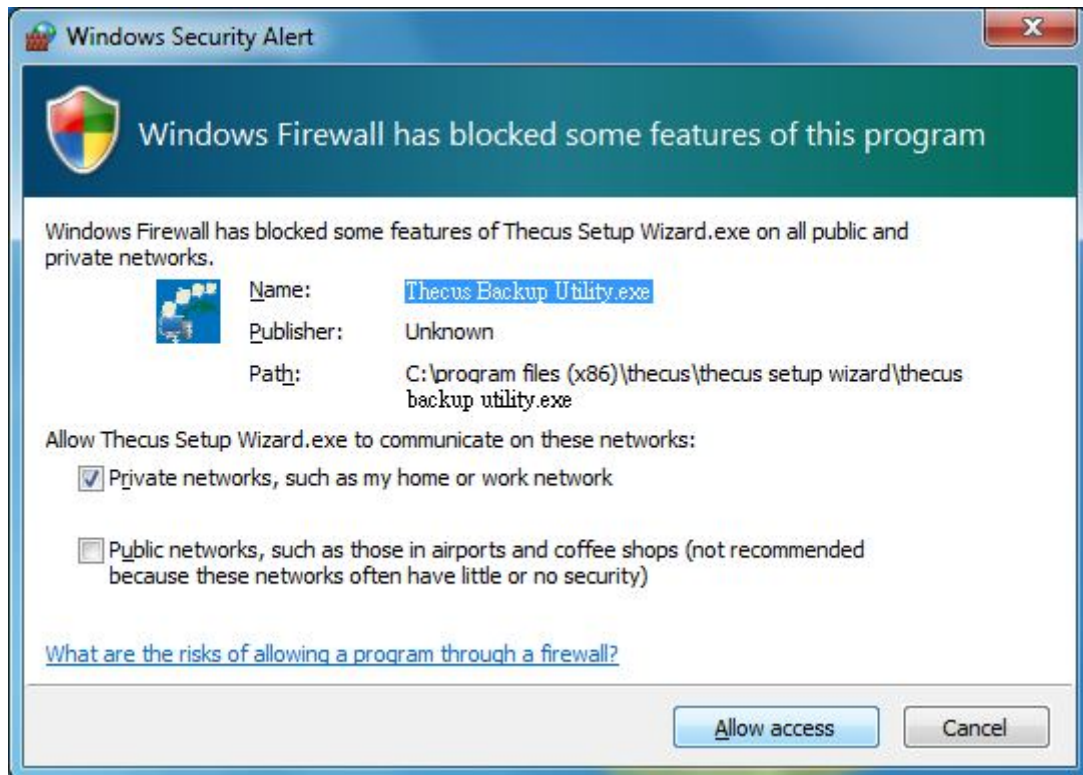 Windows Security Alert
Windows Firewall has blocked some features of this program
Windows Firewall has blocked some features of Thecus Setup Wizard.exe on all public and
private networks.
Name: Thecus Backup Utility.exe
Publisher: Unknown
Path: C:\program files (x86)\thecus\thecus setup wizard\thecus
backup utility.exe
Allow Thecus Setup Wizard.exe to communicate on these networks:
Private networks, such as my home or work network
Public networks, such as those in airports and coffee shops (not recommended
because these networks often have little or no security)
What are the risks of allowing a program through a firewall?
Allow access Cancel